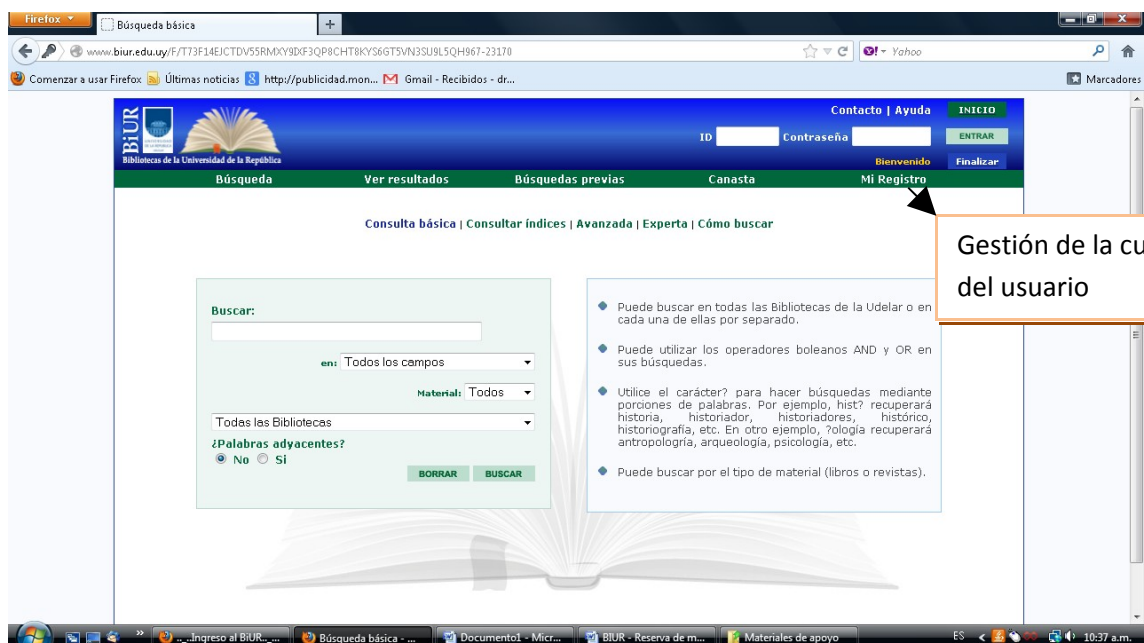 Firefox
Búsqueda básica
www.biur.edu.uy/F/T73F14EJCTDV55RMXY9DXF3QP8CHT8KYS6GT5VN3SU9L5QH967-23170
Yahoo
Comenzar a usar Firefox Últimas noticias http://publicidad.mon... Gmail - Recibidos - dr...
Marcadores
BiUR
Bibliotecas de la Universidad de la República
Contacto | Ayuda INICIO
ID Contraseña ENTRAR
Bienvenido Finalizar
Búsqueda Ver resultados Búsquedas previas Canasta Mi Registro
Consulta básica | Consultar índices | Avanzada | Experta | Cómo buscar
Gestión de la cu
del usuario
Buscar:
en: Todos los campos
Material: Todos
Todas las Bibliotecas
¿Palabras adyacentes?
No Si
BORRAR BUSCAR
Puede buscar en todas las Bibliotecas de la Udelar o en
cada una de ellas por separado.
Puede utilizar los operadores boleanos AND y OR en
sus búsquedas.
Utilice el carácter? para hacer búsquedas mediante
porciones de palabras. Por ejemplo, hist? recuperará
historia, historiador, historiadores, histórico,
historiografía, etc. En otro ejemplo, ?ología recuperará
antropologría, arqueología, psicología, etc.
Puede buscar por el tipo de material (libros o revistas).
.._..Ingreso al BiUR.._... Búsqueda básica - ... Documento1 - Micr... BIUR - Reserva de m... Materiales de apoyo ES 10:37 a.m.